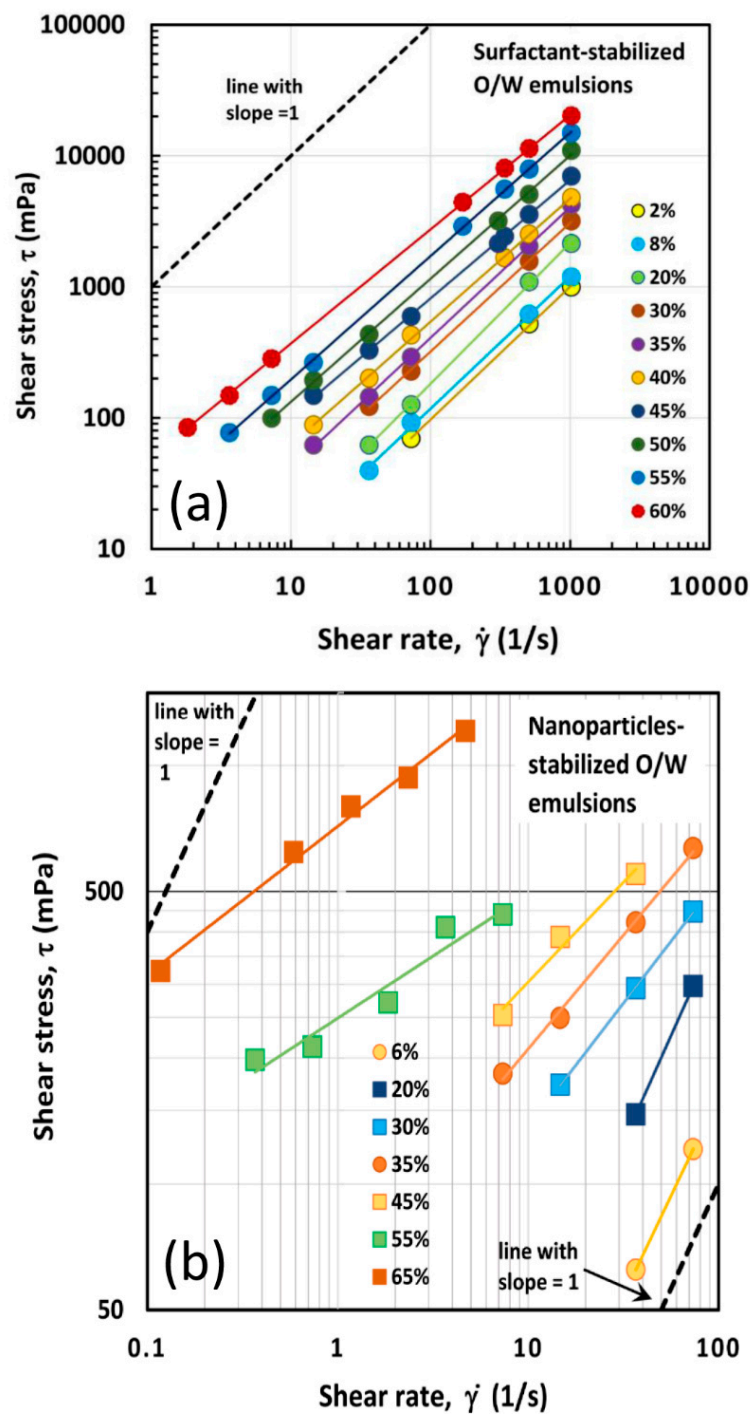 100000
line with
slope =1
Surfactant-stabilized
O/W emulsions
10000
1000
100
10
Shear stress, τ (mPa)
2%
8%
20%
30%
35%
40%
45%
50%
55%
60%
(a)
1
10
100
1000
10000
Shear rate, γ̇ (1/s)
line with
slope =
1
Nanoparticles-
stabilized O/W
emulsions
500
50
Shear stress, τ (mPa)
6%
20%
30%
35%
45%
55%
65%
(b)
line with
slope = 1
0.1
1
10
100
Shear rate, γ̇ (1/s)